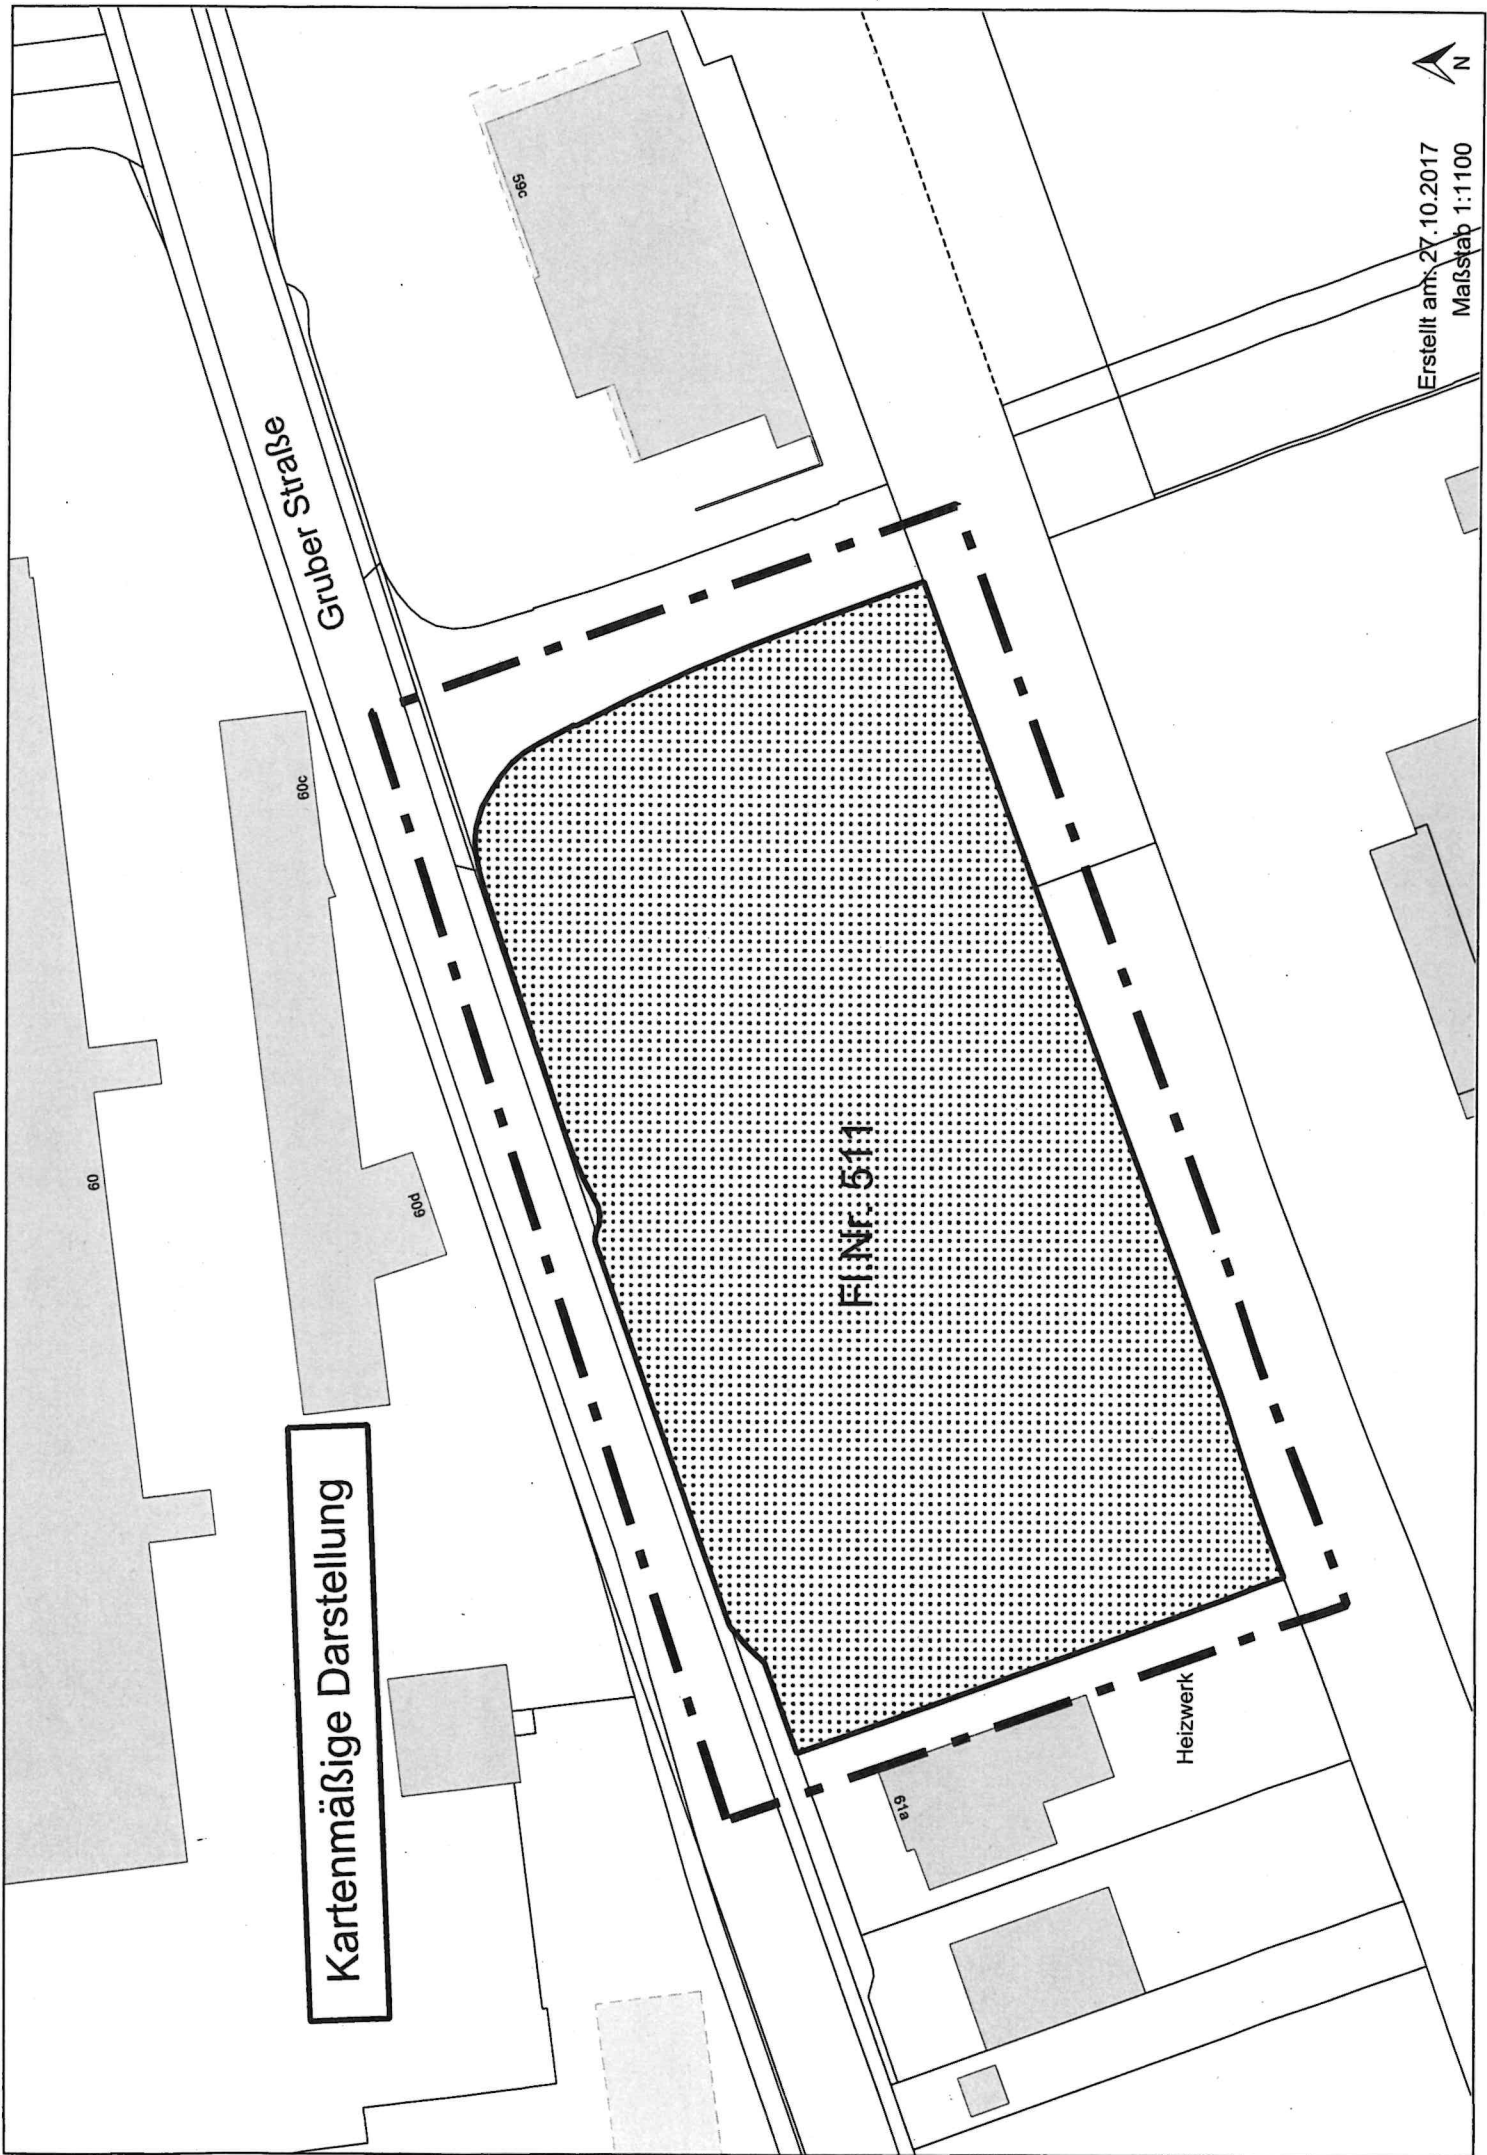 Kartenmäßige Darstellung
Gruber Straße
59c
60c
60
60d
Fl.Nr. 511
61a
Heizwerk
N
Erstellt am: 27.10.2017
Maßstab 1:1100